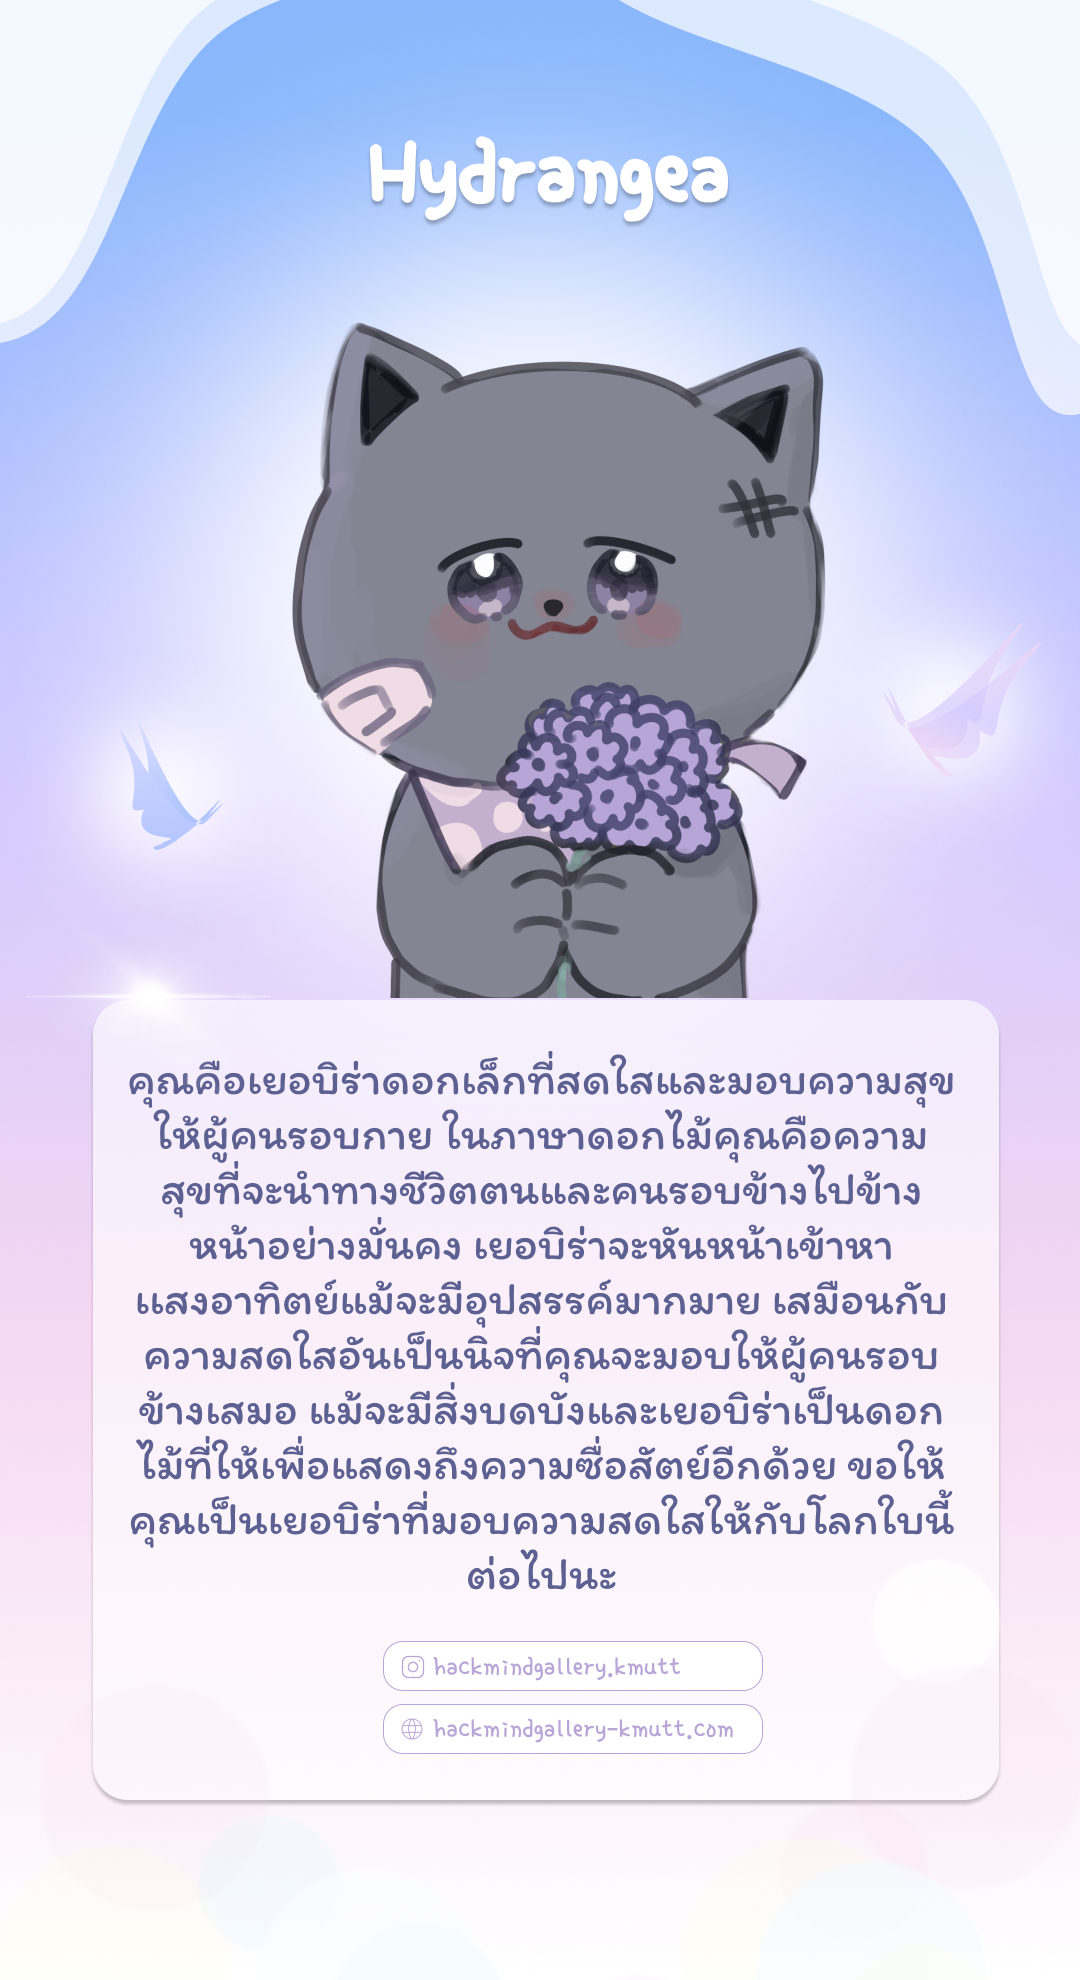 Hydrangea
คุณคือเยอบิร่าดอกเล็กที่สดใสและมอบความสุข
ให้ผู้คนรอบกาย ในภาษาดอกไม้คุณคือความ
สุขที่จะนำทางชีวิตตนและคนรอบข้างไปข้าง
หน้าอย่างมั่นคง เยอบิร่าจะหันหน้าเข้าหา
แสงอาทิตย์แม้จะมีอุปสรรค์มากมาย เสมือนกับ
ความสดใสอันเป็นนิจที่คุณจะมอบให้ผู้คนรอบ
ข้างเสมอ แม้จะมีสิ่งบดบังและเยอบิร่าเป็นดอก
ไม้ที่ให้เพื่อแสดงถึงความซื่อสัตย์อีกด้วย ขอให้
คุณเป็นเยอบิร่าที่มอบความสดใสให้กับโลกใบนี้
ต่อไปนะ
hackmindgallery.kmutt
hackmindgallery-kmutt.com